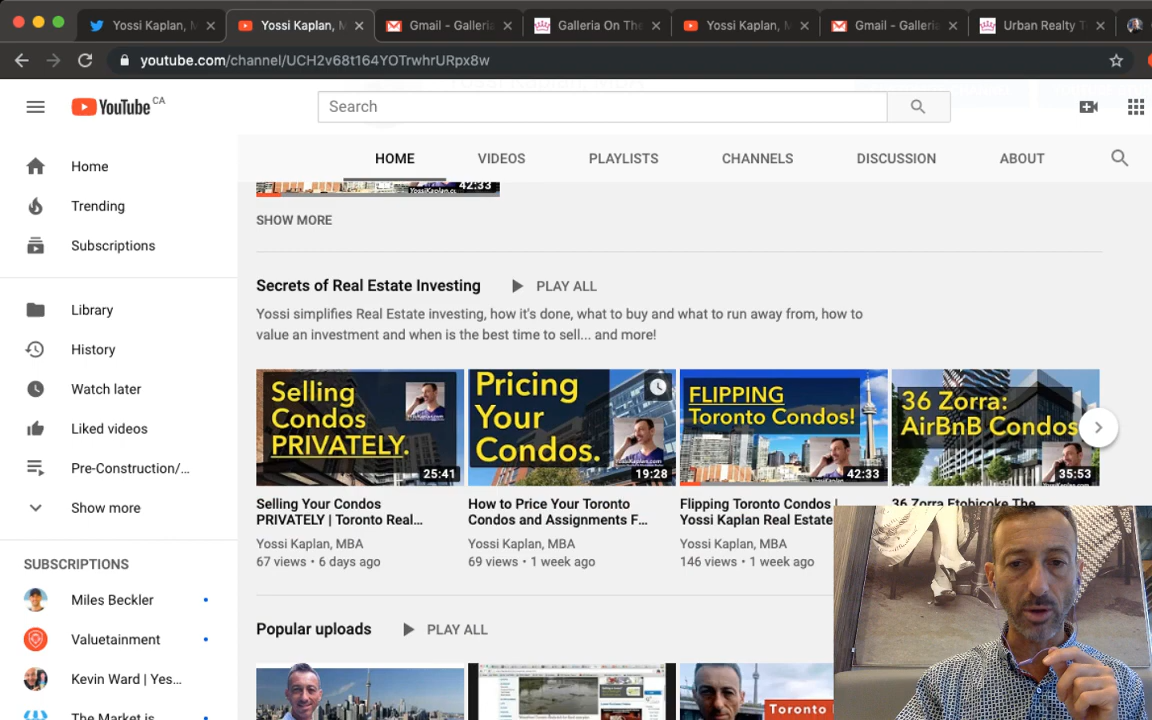 Yossi Kaplan, M
Yossi Kaplan, M
Gmail - Galleria
Galleria On The
Yossi Kaplan, M
Gmail - Galleria
Urban Realty T
youtube.com/channel/UCH2v68t164YOTrwhrURpx8w
YouTube CA
Search
HOME VIDEOS PLAYLISTS CHANNELS DISCUSSION ABOUT
Home
Trending
Subscriptions
Library
History
Watch later
Liked videos
Pre-Construction/...
Show more
SUBSCRIPTIONS
Miles Beckler
Valuetainment
Kevin Ward | Yes...
The Market is
42:33
SHOW MORE
Secrets of Real Estate Investing PLAY ALL
Yossi simplifies Real Estate investing, how it's done, what to buy and what to run away from, how to
value an investment and when is the best time to sell... and more!
Selling
Condos
PRIVATELY.
25:41
Selling Your Condos
PRIVATELY | Toronto Real...
Yossi Kaplan, MBA
67 views • 6 days ago
Pricing
Your
Condos.
19:28
How to Price Your Toronto
Condos and Assignments F...
Yossi Kaplan, MBA
69 views • 1 week ago
FLIPPING
Toronto Condos!
42:33
Flipping Toronto Condos |
Yossi Kaplan Real Estate
Yossi Kaplan, MBA
146 views • 1 week ago
36 Zorra:
AirBnB Condos
35:53
36 Zorra Etobicoke The
Popular uploads PLAY ALL
Toronto